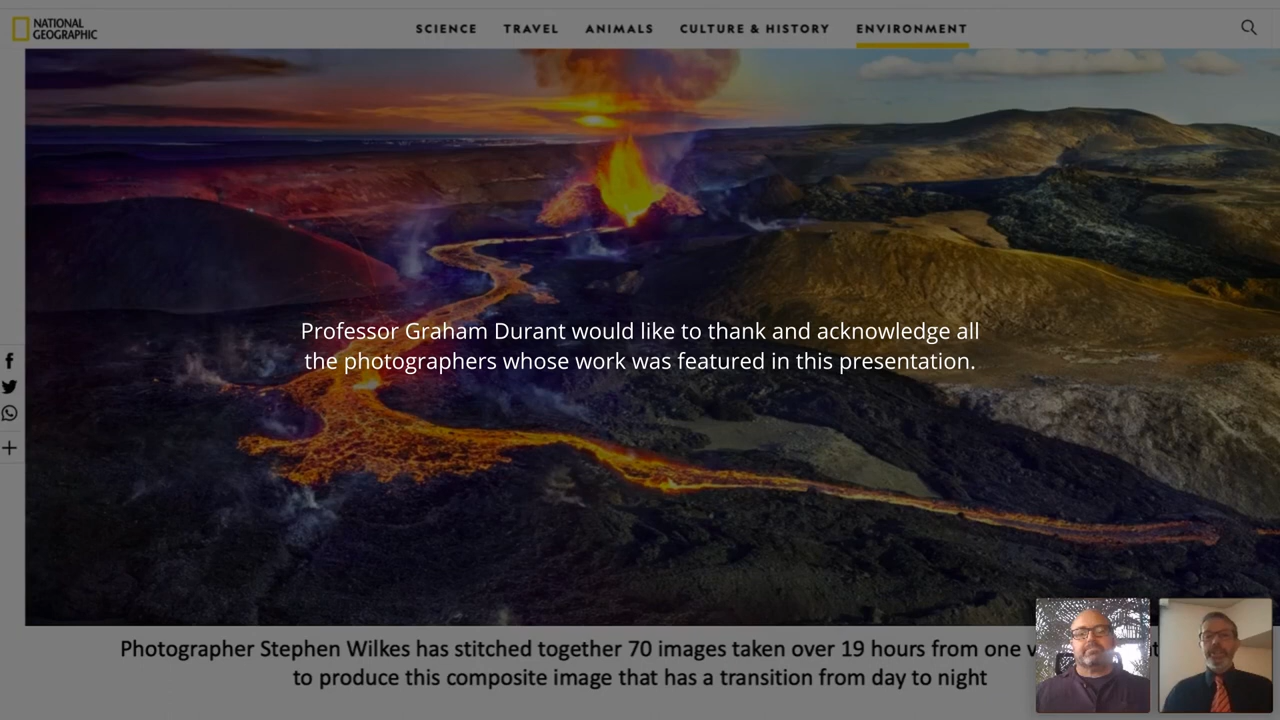 NATIONAL
GEOGRAPHIC
SCIENCE TRAVEL ANIMALS CULTURE & HISTORY ENVIRONMENT
Professor Graham Durant would like to thank and acknowledge all
the photographers whose work was featured in this presentation.
Photographer Stephen Wilkes has stitched together 70 images taken over 19 hours from one
to produce this composite image that has a transition from day to night